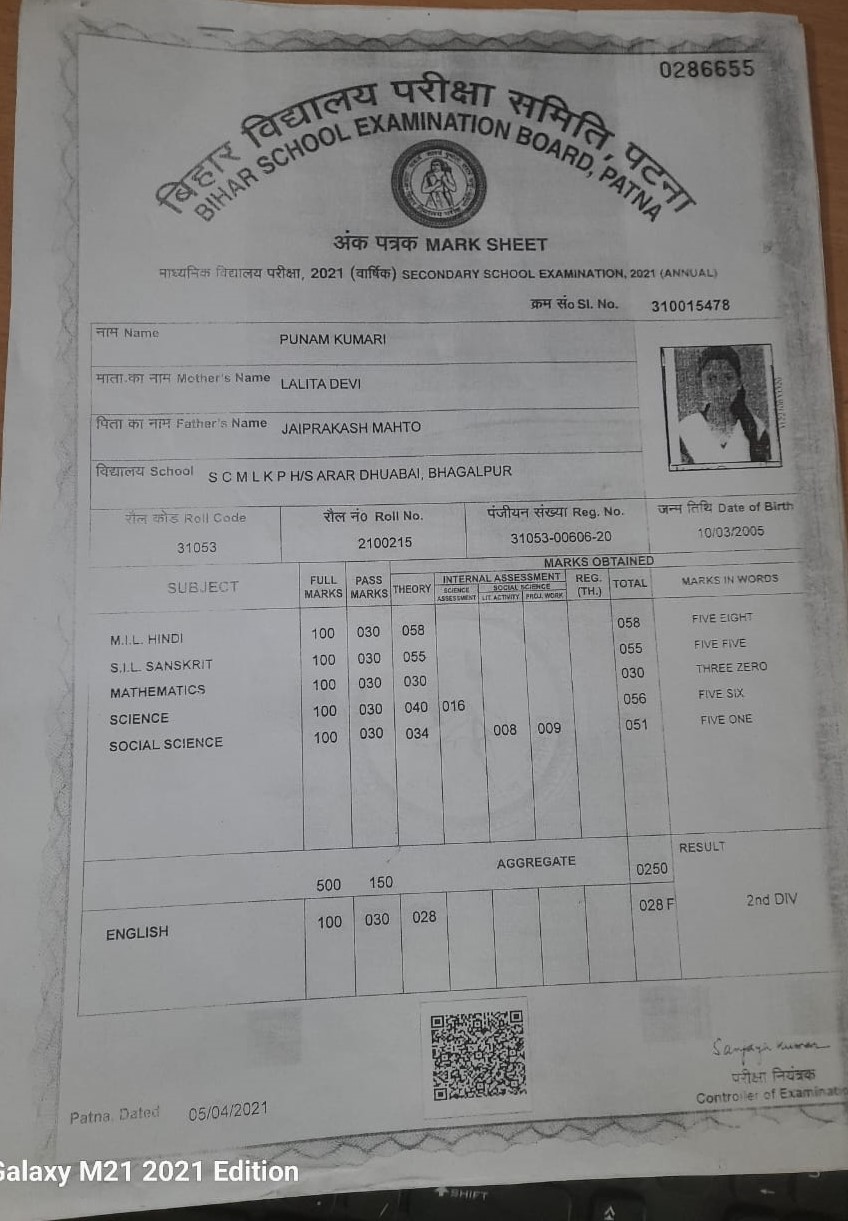 0286655
बिहार विद्यालय परीक्षा समिति, पटना
BIHAR SCHOOL EXAMINATION BOARD, PATNA
अंक पत्रक MARK SHEET
माध्यमिक विद्यालय परीक्षा, 2021 (वार्षिक) SECONDARY SCHOOL EXAMINATION, 2021 (ANNUAL)
क्रम सं० Sl. No. 310015478
नाम Name PUNAM KUMARI
माता का नाम Mother's Name LALITA DEVI
पिता का नाम Father's Name JAIPRAKASH MAHTO
विद्यालय School S C M L K P H/S ARAR DHUABAI, BHAGALPUR
रौल कोड Roll Code रौल नं० Roll No. पंजीयन संख्या Reg. No. जन्म तिथि Date of Birth
31053 2100215 31053-00606-20 10/03/2005
SUBJECT FULL MARKS PASS MARKS MARKS OBTAINED MARKS IN WORDS
THEORY INTERNAL ASSESSMENT REG. (TH.) TOTAL
SCIENCE ASSESSMENT SOCIAL SCIENCE
LIT. ACTIVITY PROJ. WORK
M.I.L. HINDI 100 030 058 058 FIVE EIGHT
S.I.L. SANSKRIT 100 030 055 055 FIVE FIVE
MATHEMATICS 100 030 030 030 THREE ZERO
SCIENCE 100 030 040 016 056 FIVE SIX
SOCIAL SCIENCE 100 030 034 008 009 051 FIVE ONE
500 150 AGGREGATE 0250 RESULT
ENGLISH 100 030 028 028 F 2nd DIV
Sanjay Kumar
परीक्षा नियंत्रक
Controller of Examinatio
Patna, Dated 05/04/2021
Galaxy M21 2021 Edition
SHIFT